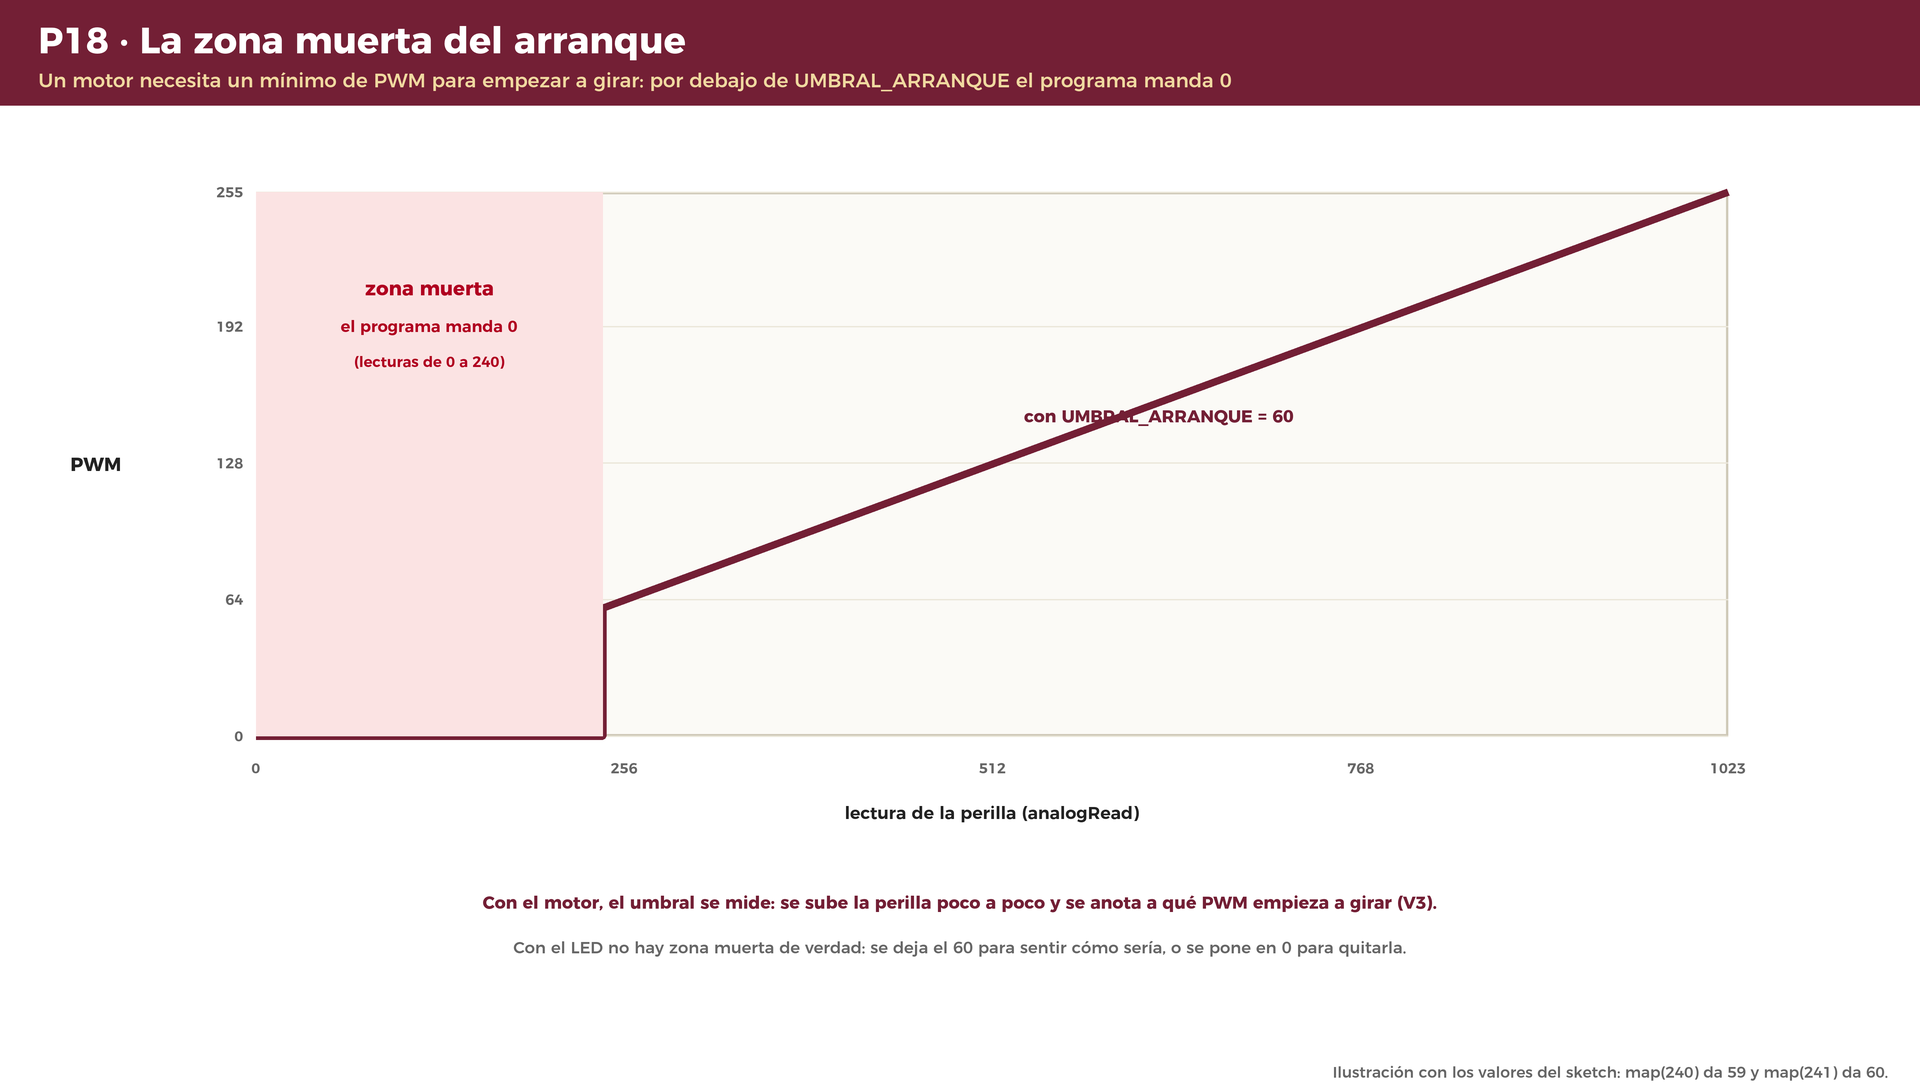 P18 · La zona muerta del arranque
Un motor necesita un mínimo de PWM para empezar a girar: por debajo de UMBRAL_ARRANQUE el programa manda 0
255
zona muerta
el programa manda 0
192
(lecturas de 0 a 240)
con UMBRAL_ARRANQUE = 60
PWM
128
64
0
0
256
512
768
1023
lectura de la perilla (analogRead)
Con el motor, el umbral se mide: se sube la perilla poco a poco y se anota a qué PWM empieza a girar (V3).
Con el LED no hay zona muerta de verdad: se deja el 60 para sentir cómo sería, o se pone en 0 para quitarla.
Ilustración con los valores del sketch: map(240) da 59 y map(241) da 60.